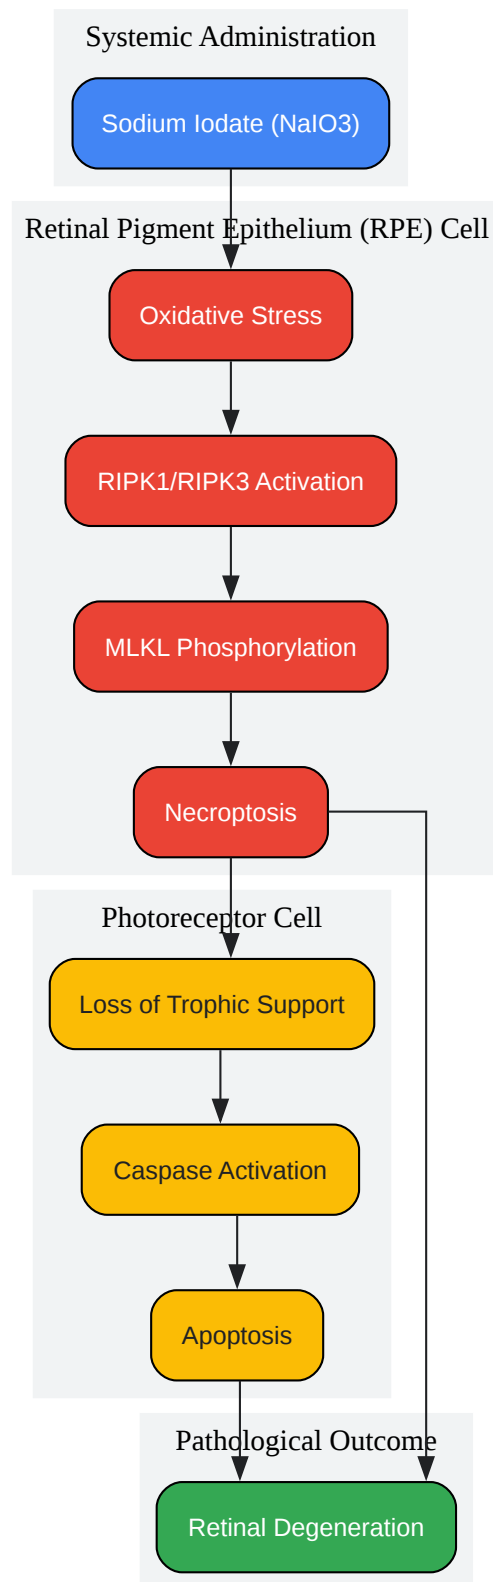 Systemic Administration
Sodium Iodate (NaIO3)
Retinal Pigment Epithelium (RPE) Cell
Oxidative Stress
RIPK1/RIPK3 Activation
MLKL Phosphorylation
Necroptosis
Photoreceptor Cell
Loss of Trophic Support
Caspase Activation
Apoptosis
Pathological Outcome
Retinal Degeneration